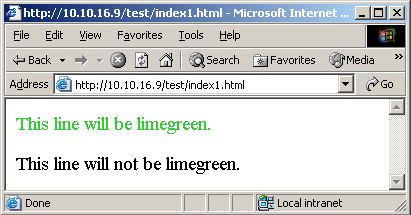 http://10.10.16.9/test/index1.html - Microsoft Internet ...
File Edit View Favorites Tools Help
Back Search Favorites Media
Address http://10.10.16.9/test/index1.html Go
This line will be limegreen.
This line will not be limegreen.
Done Local intranet